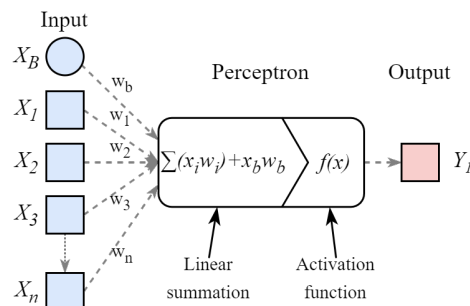 Input
X_B
w_b
Perceptron
Output
X_1
w_1
X_2
w_2
∑(x_i w_i)+x_b w_b
f(x)
Y_1
X_3
w_3
w_n
X_n
Linear
summation
Activation
function